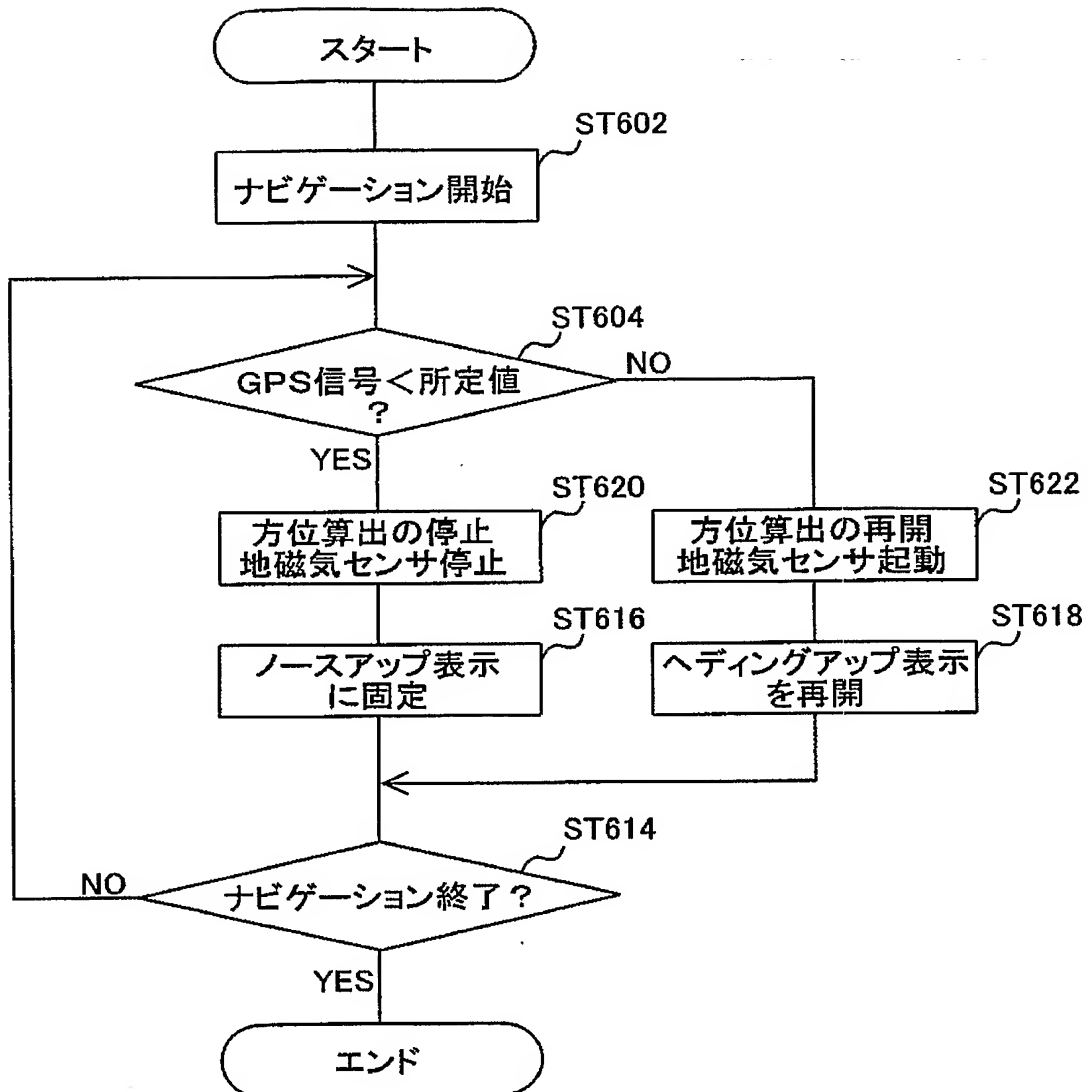 スタート
ST602
ナビゲーション開始
ST604
GPS信号<所定値
?
NO
YES
ST620
方位算出の停止
地磁気センサ停止
ST622
方位算出の再開
地磁気センサ起動
ST616
ノースアップ表示
に固定
ST618
ヘディングアップ表示
を再開
ST614
ナビゲーション終了?
NO
YES
エンド